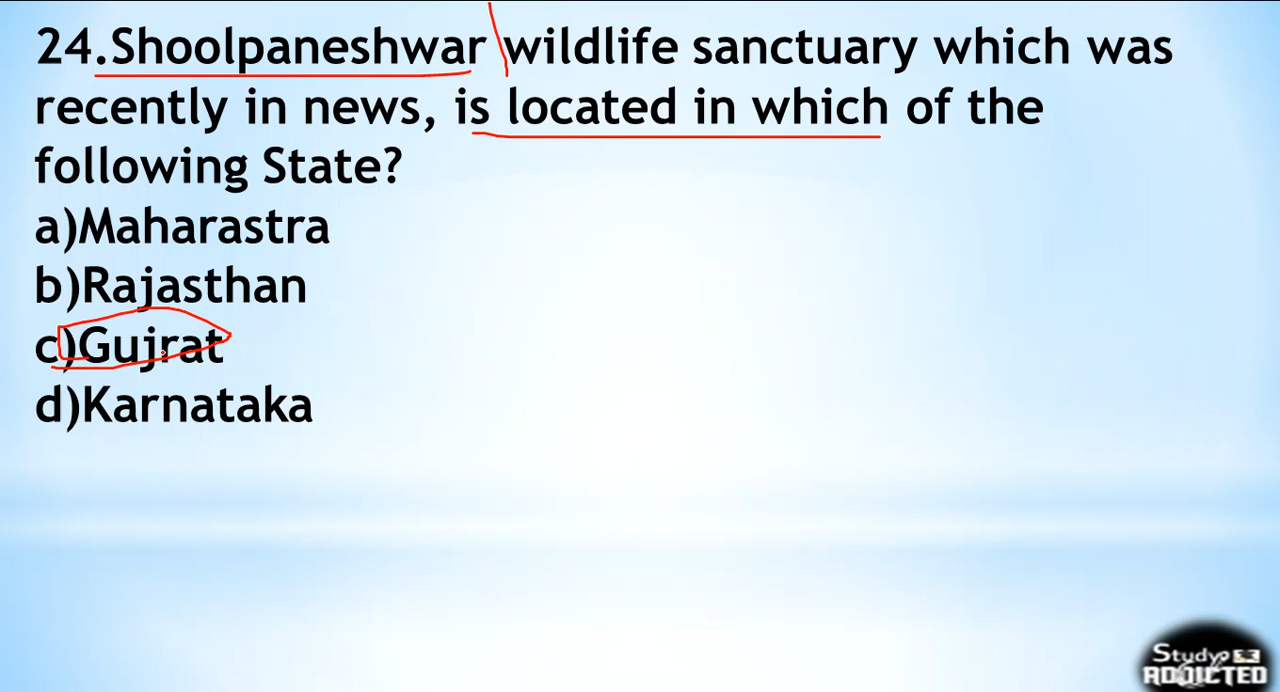 24.Shoolpaneshwar wildlife sanctuary which was
recently in news, is located in which of the
following State?
a)Maharastra
b)Rajasthan
c)Gujrat
d)Karnataka
Study
ADDICTED